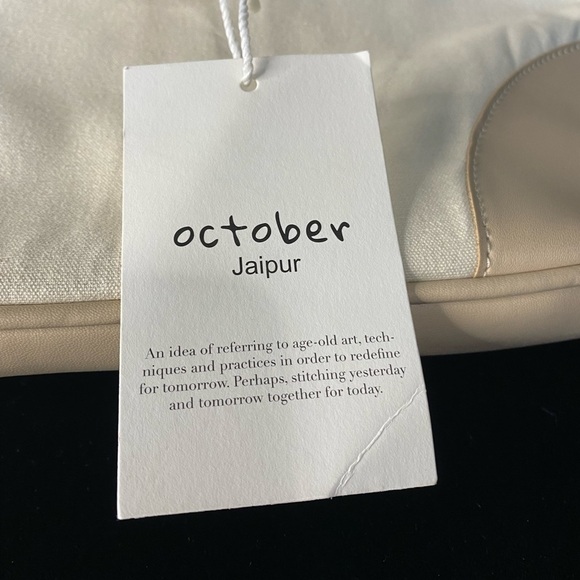 october
Jaipur
An idea of referring to age-old art, tech-
niques and practices in order to redefine
for tomorrow. Perhaps, stitching yesterday
and tomorrow together for today.